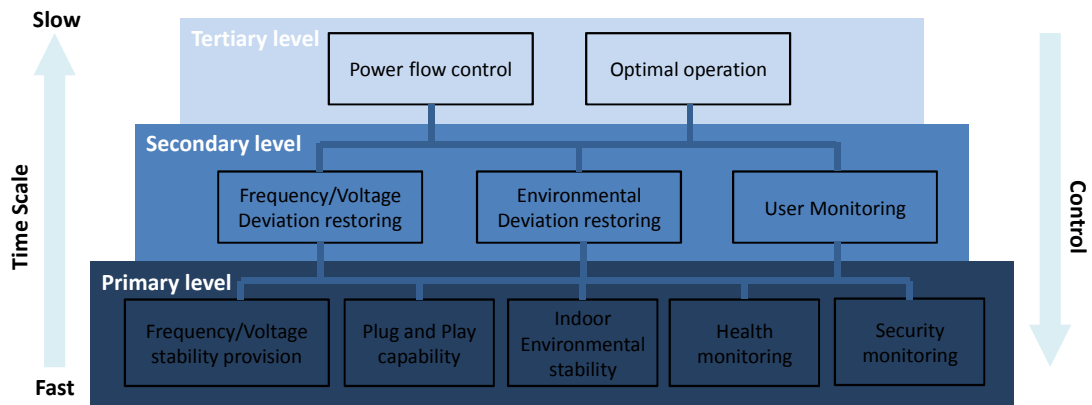 Slow
Tertiary level
Power flow control
Optimal operation
Secondary level
Frequency/Voltage
Deviation restoring
Environmental
Deviation restoring
User Monitoring
Time Scale
Control
Primary level
Frequency/Voltage
stability provision
Plug and Play
capability
Indoor
Environmental
stability
Health
monitoring
Security
monitoring
Fast